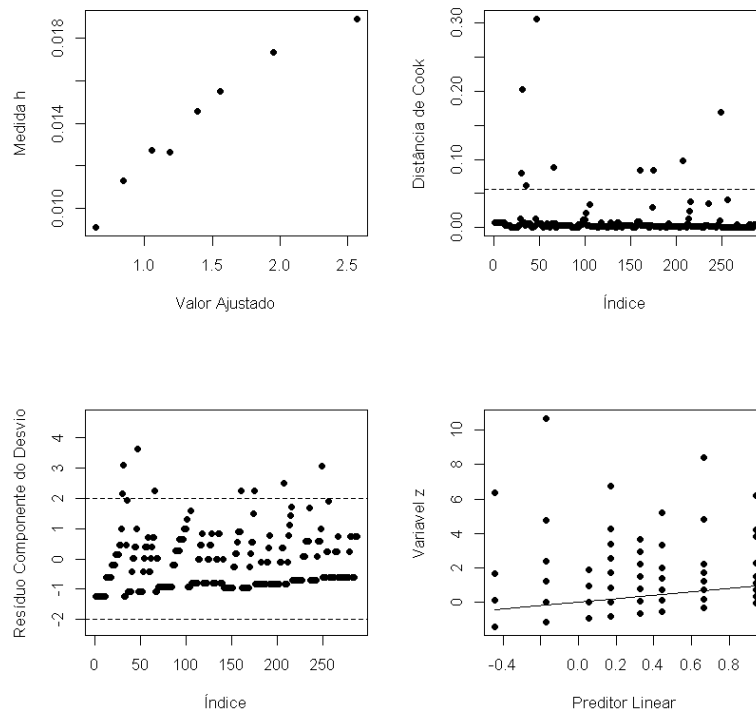 Medida h
0.010 0.014 0.018
1.0 1.5 2.0 2.5
Valor Ajustado
Distância de Cook
0.00 0.10 0.20 0.30
0 50 100 150 200 250
Índice
Resíduo Componente do Desvio
-2 -1 0 1 2 3 4
0 50 100 150 200 250
Índice
Variavel z
0 2 4 6 8 10
-0.4 0.0 0.2 0.4 0.6 0.8
Preditor Linear